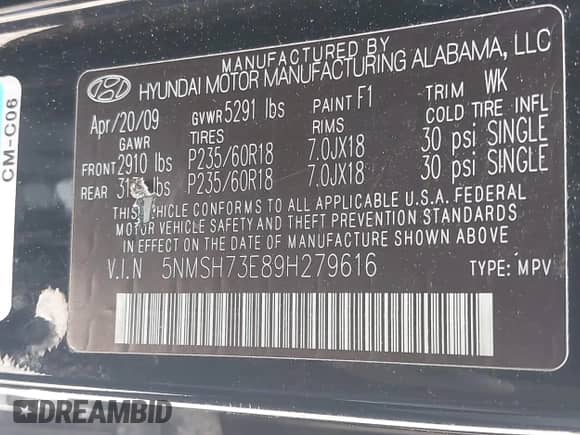 MANUFACTURED BY
HYUNDAI MOTOR MANUFACTURING ALABAMA, LLC
Apr/20/09 GVWR 5291 lbs PAINT F1 TRIM WK
GAWR TIRES RIMS COLD TIRE INFL
FRONT 2910 lbs P235/60R18 7.0JX18 30 psi SINGLE
REAR lbs P235/60R18 7.0JX18 30 psi SINGLE
THIS VEHICLE CONFORMS TO ALL APPLICABLE U.S.A. FEDERAL
MOTOR VEHICLE SAFETY AND THEFT PREVENTION STANDARDS
IN EFFECT ON THE DATE OF MANUFACTURE SHOWN ABOVE
V.I.N 5NMSH73E89H279616 TYPE: MPV
CM-C06
DREAMBID